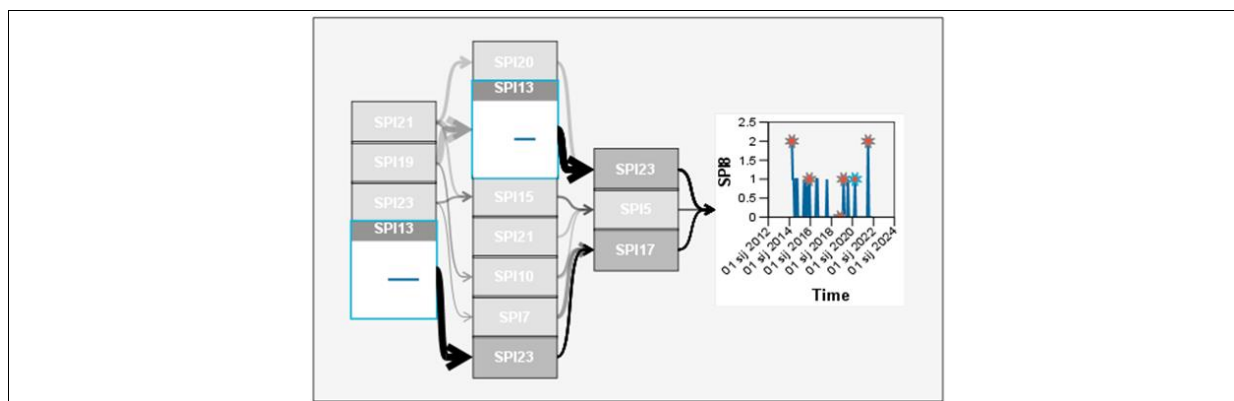 SPI21
SPI19
SPI23
SPI13
SPI20
SPI13
SPI15
SPI21
SPI10
SPI7
SPI23
SPI23
SPI5
SPI17
SPI8
2.5
2
1.5
1
0.5
0
01 sij 2012
01 sij 2014
01 sij 2016
01 sij 2018
01 sij 2020
01 sij 2022
01 sij 2024
Time